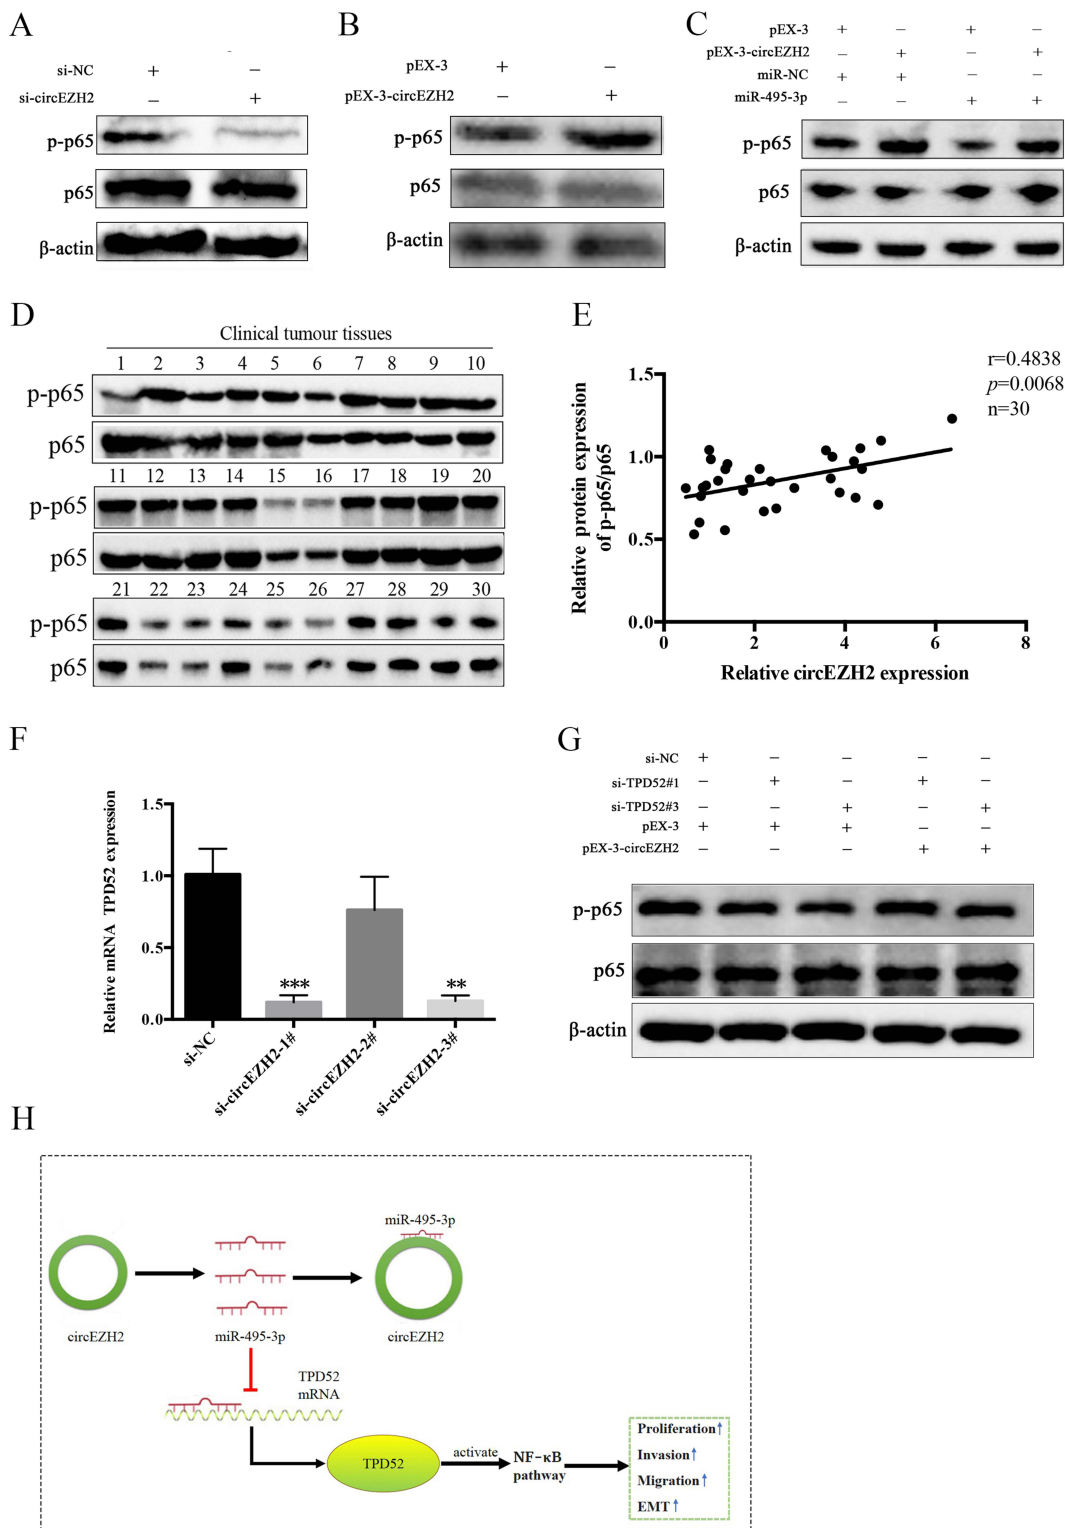 A
si-NC + –
si-circEZH2 – +
p-p65
p65
β-actin
B
pEX-3 + –
pEX-3-circEZH2 – +
p-p65
p65
β-actin
C
pEX-3 + – + –
pEX-3-circEZH2 – + – +
miR-NC + + – –
miR-495-3p – – + +
p-p65
p65
β-actin
D
Clinical tumour tissues
1 2 3 4 5 6 7 8 9 10
p-p65
p65
11 12 13 14 15 16 17 18 19 20
p-p65
p65
21 22 23 24 25 26 27 28 29 30
p-p65
p65
E
r=0.4838
p=0.0068
n=30
Relative protein expression
of p-p65/p65
1.5
1.0
0.5
0.0
0 2 4 6 8
Relative circEZH2 expression
F
Relative mRNA TPD52 expression
1.5
1.0
0.5
0.0
*** **
si-NC
si-circEZH2-1#
si-circEZH2-2#
si-circEZH2-3#
G
si-NC + – – – –
si-TPD52#1 – + – + –
si-TPD52#3 – – + – +
pEX-3 + + + – –
pEX-3-circEZH2 – – – + +
p-p65
p65
β-actin
H
miR-495-3p
circEZH2
miR-495-3p
circEZH2
TPD52
mRNA
TPD52
activate
NF-κB
pathway
Proliferation↑
Invasion↑
Migration↑
EMT↑